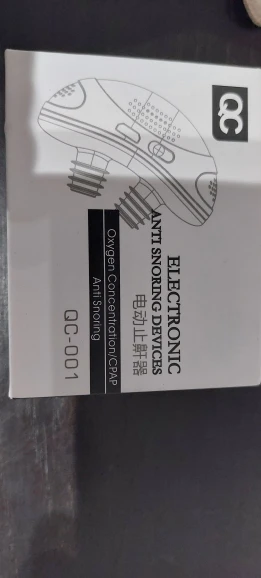 QC
ELECTRONIC
ANTI SNORING DEVICES
电动止鼾器
Oxygen Concentration/CPAP
Anti Snoring
QC-001